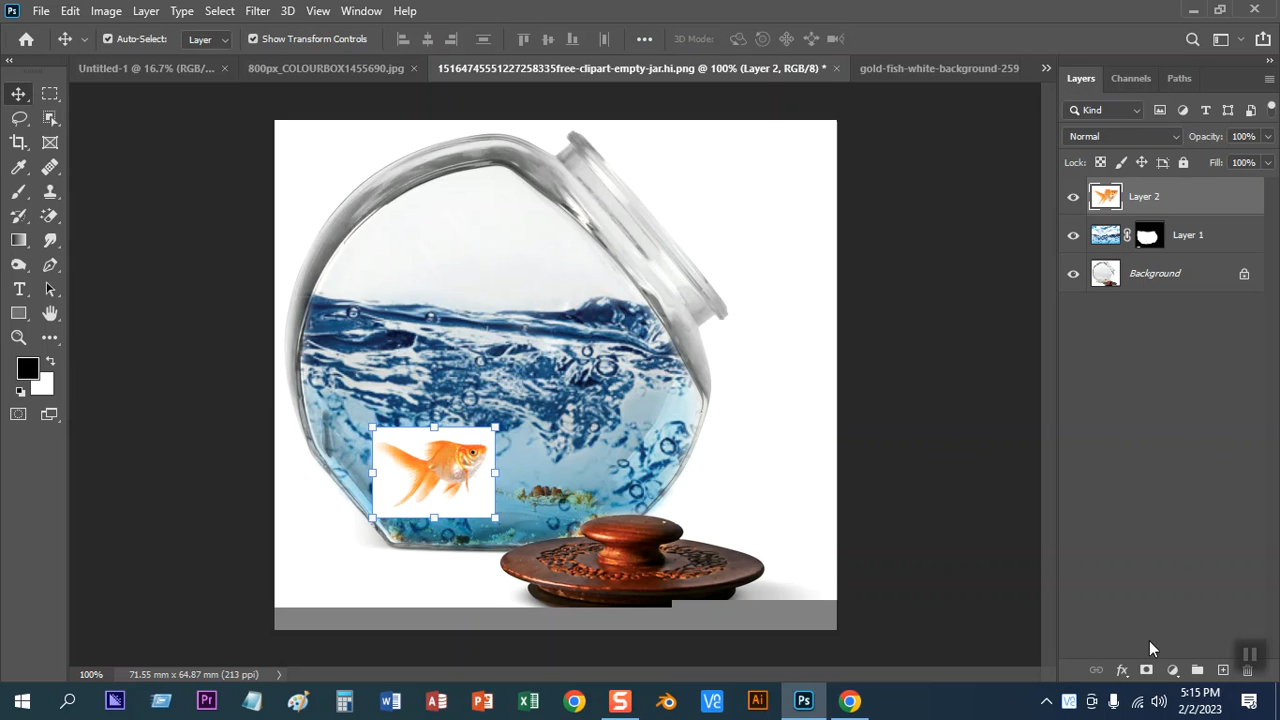 Ps File Edit Image Layer Type Select Filter 3D View Window Help
Auto-Select: Layer Show Transform Controls 3D Mode:
Untitled-1 @ 16.7% (RGB/... × 800px_COLOURBOX1455690.jpg × 15164745551227258335free-clipart-empty-jar.hi.png @ 100% (Layer 2, RGB/8) * × gold-fish-white-background-259
Layers Channels Paths
Kind
Normal Opacity: 100%
Lock: Fill: 100%
Layer 2
Layer 1
Background
100% 71.55 mm x 64.87 mm (213 ppi)
fx
5:15 PM
2/2/2023